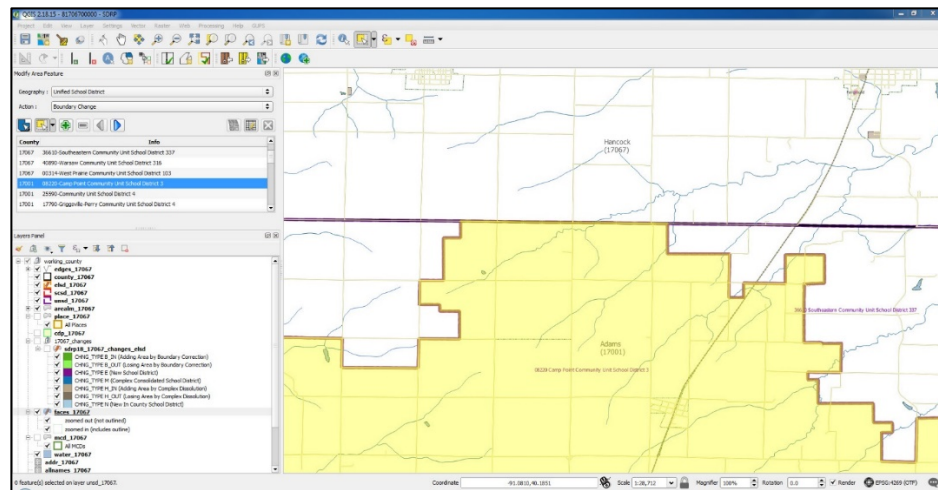 QGIS 2.18.15 - B1706700000 - SDRP
Project Edit View Layer Settings Vector Raster VMA Processing Help SDPS
Modify Area Feature
Geography : Unified School District
Action : Boundary Change
County Info
17067 36610-Southeastern Community Unit School District 337
17067 40890-Warsaw Community Unit School District 316
17067 00314-West Prairie Community Unit School District 103
17001 08220-Camp Point Community Unit School District 3
17001 25990-Community Unit School District 4
17001 17790-Griggsville-Perry Community Unit School District 4
Layers Panel
working_county
edges_17067
county_17067
elsd_17067
scsd_17067
unsd_17067
arealm_17067
place_17067
All Places
cdp_17067
17067_changes
sdrp18_17067_changes_elsd
CHNG_TYPE B_IN (Adding Area by Boundary Correction)
CHNG_TYPE B_OUT (Losing Area by Boundary Correction)
CHNG_TYPE E (New School District)
CHNG_TYPE M (Complex Consolidated School District)
CHNG_TYPE M_IN (Adding Area by Complex Dissolution)
CHNG_TYPE M_OUT (Losing Area by Complex Dissolution)
CHNG_TYPE N (New In County School District)
faces_17067
zoomed out (not outlined)
zoomed in (includes outline)
mcd_17067
All MCDs
water_17067
addr_17067
allnames_17067
Hancock
(17067)
Adams
(17001)
08220 Camp Point Community Unit School District 3
Southeastern Community Unit School District 337
0 feature(s) selected on layer unsd_17067.
Coordinate -91.0810,40.1851 Scale 1:38,712 Magnifier 100% Rotation 0.0 Render EPSG:4269 (OTF)